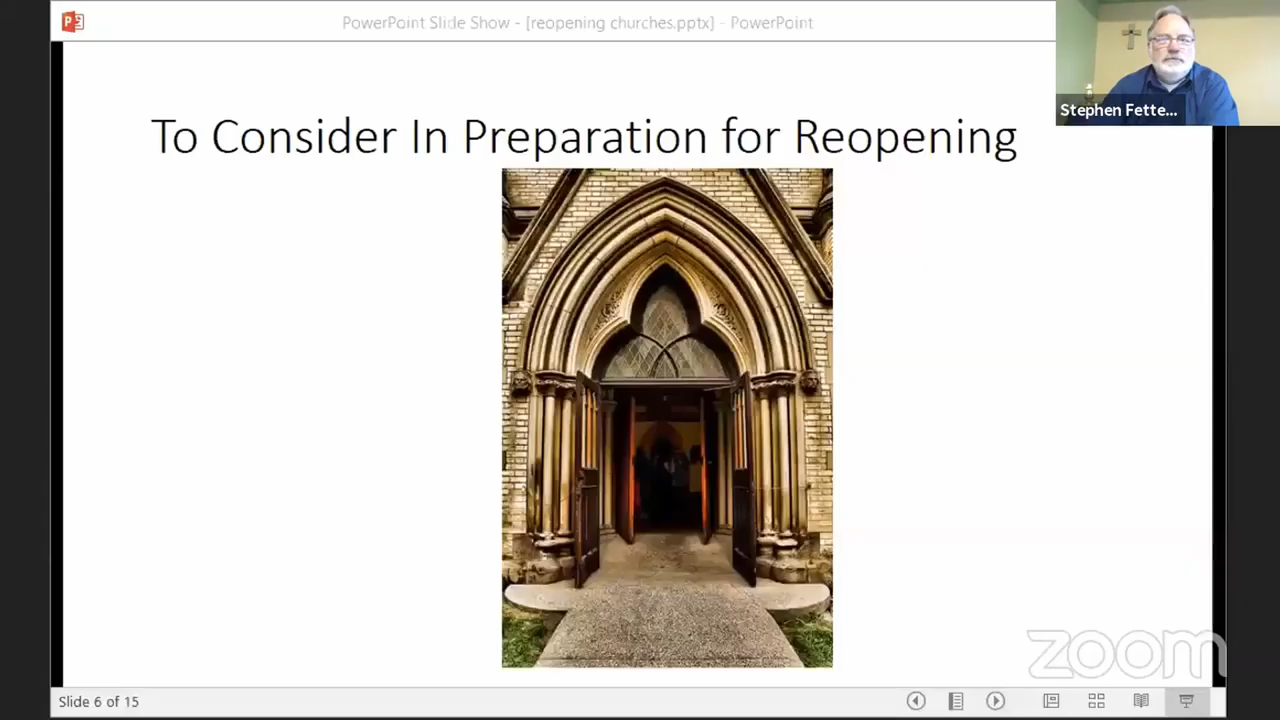 PowerPoint Slide Show - [reopening churches.pptx] - PowerPoint
Stephen Fette...
To Consider In Preparation for Reopening
zoom
Slide 6 of 15